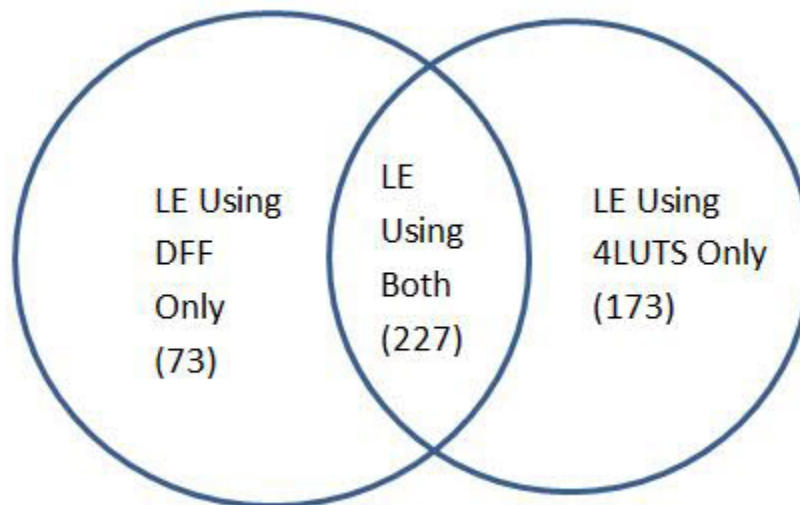 LE Using
DFF
Only
(73)
LE
Using
Both
(227)
LE Using
4LUTS Only
(173)